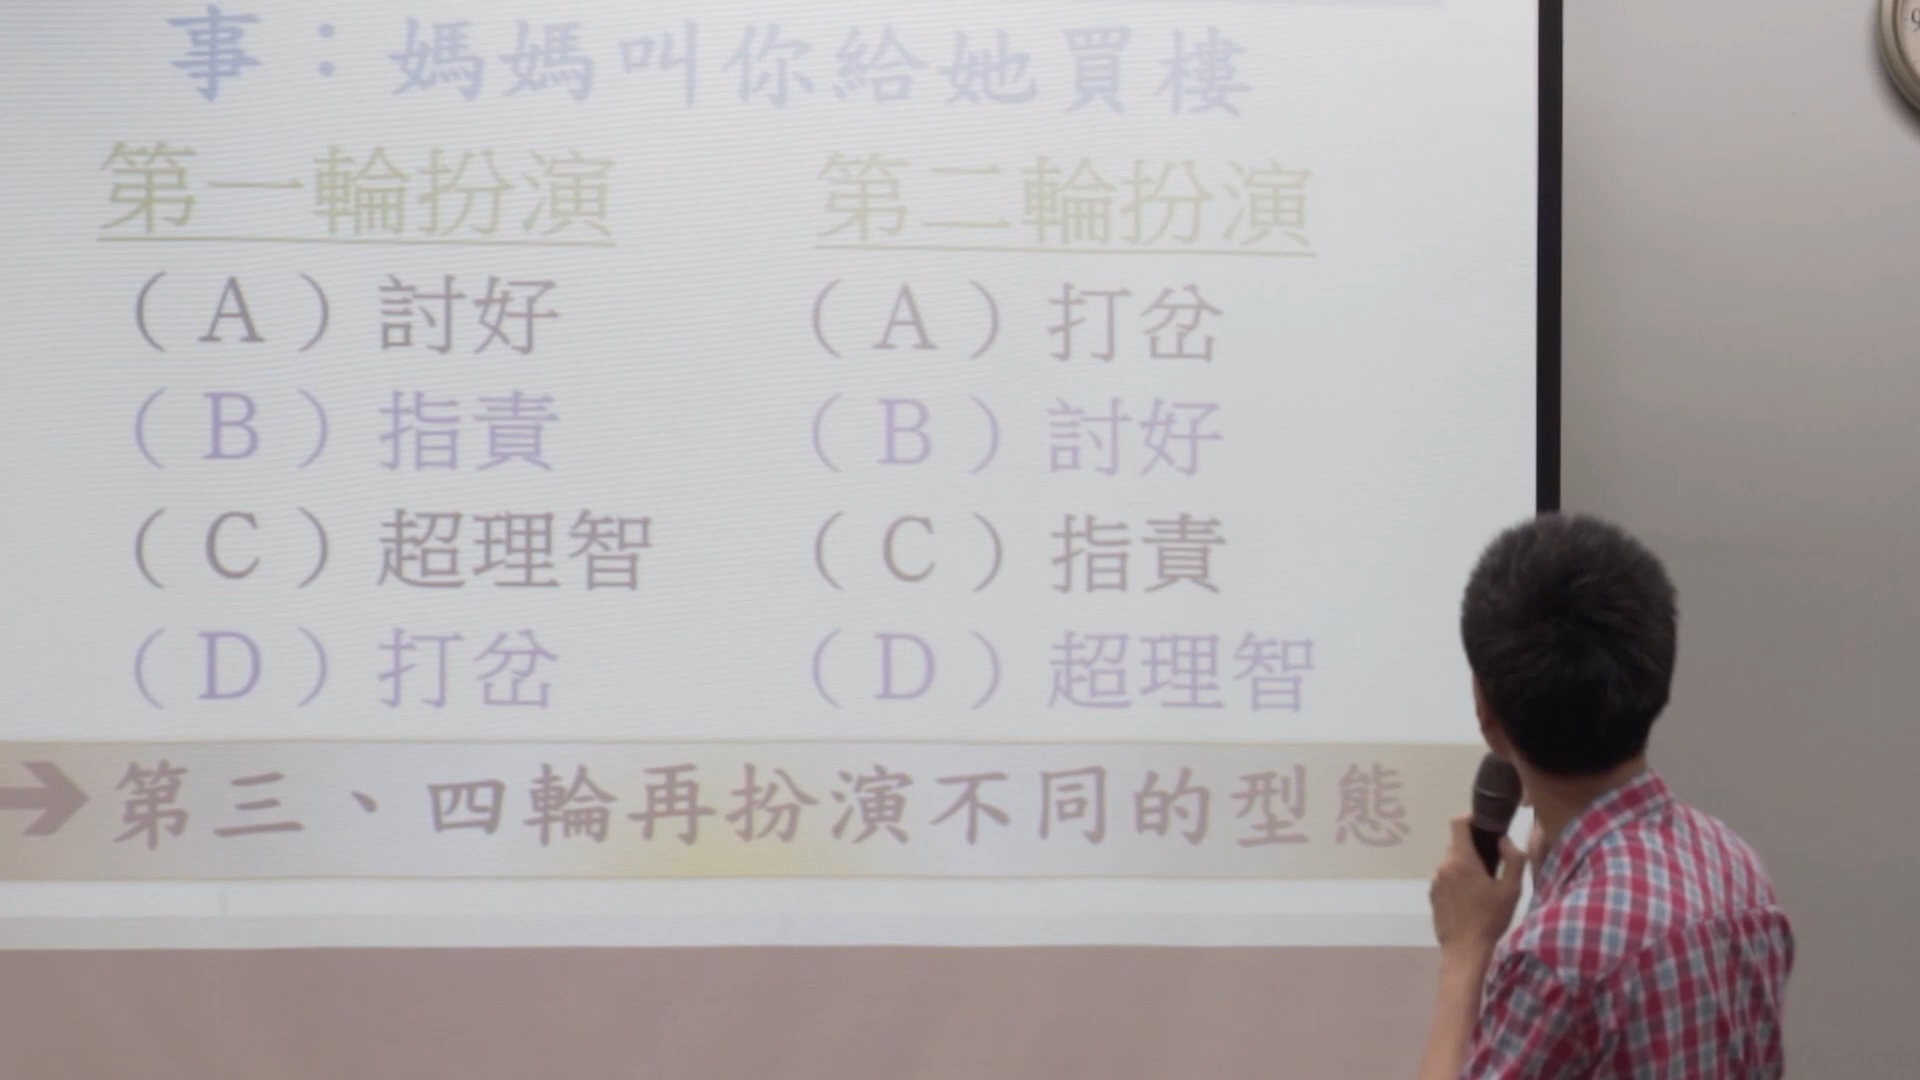 事：媽媽叫你給她買樓
第一輪扮演
（A）討好
（B）指責
（C）超理智
（D）打岔
第二輪扮演
（A）打岔
（B）討好
（C）指責
（D）超理智
→第三、四輪再扮演不同的型態
9